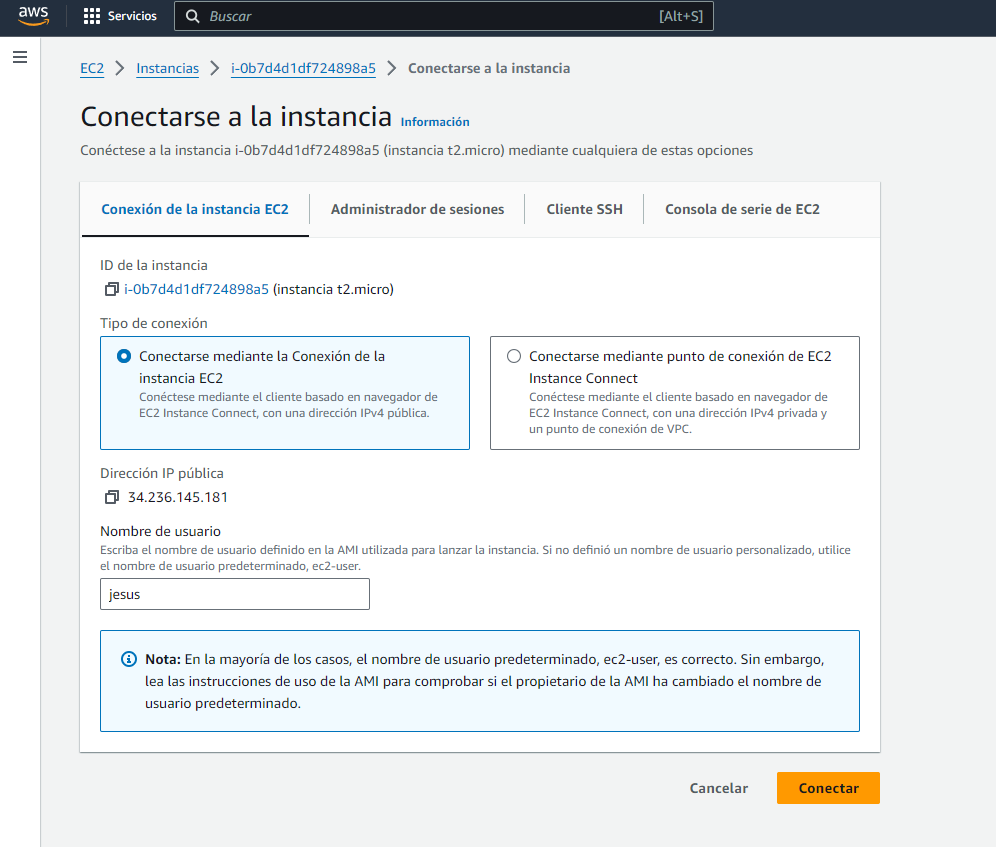 aws Servicios Buscar [Alt+S]
EC2 > Instancias > i-0b7d4d1df724898a5 > Conectarse a la instancia
Conectarse a la instancia Información
Conéctese a la instancia i-0b7d4d1df724898a5 (instancia t2.micro) mediante cualquiera de estas opciones
Conexión de la instancia EC2 Administrador de sesiones Cliente SSH Consola de serie de EC2
ID de la instancia
i-0b7d4d1df724898a5 (instancia t2.micro)
Tipo de conexión
Conectarse mediante la Conexión de la
instancia EC2
Conéctese mediante el cliente basado en navegador de
EC2 Instance Connect, con una dirección IPv4 pública.
Conectarse mediante punto de conexión de EC2
Instance Connect
Conéctese mediante el cliente basado en navegador de
EC2 Instance Connect, con una dirección IPv4 privada y
un punto de conexión de VPC.
Dirección IP pública
34.236.145.181
Nombre de usuario
Escriba el nombre de usuario definido en la AMI utilizada para lanzar la instancia. Si no definió un nombre de usuario personalizado, utilice
el nombre de usuario predeterminado, ec2-user.
jesus
Nota: En la mayoría de los casos, el nombre de usuario predeterminado, ec2-user, es correcto. Sin embargo,
lea las instrucciones de uso de la AMI para comprobar si el propietario de la AMI ha cambiado el nombre de
usuario predeterminado.
Cancelar Conectar